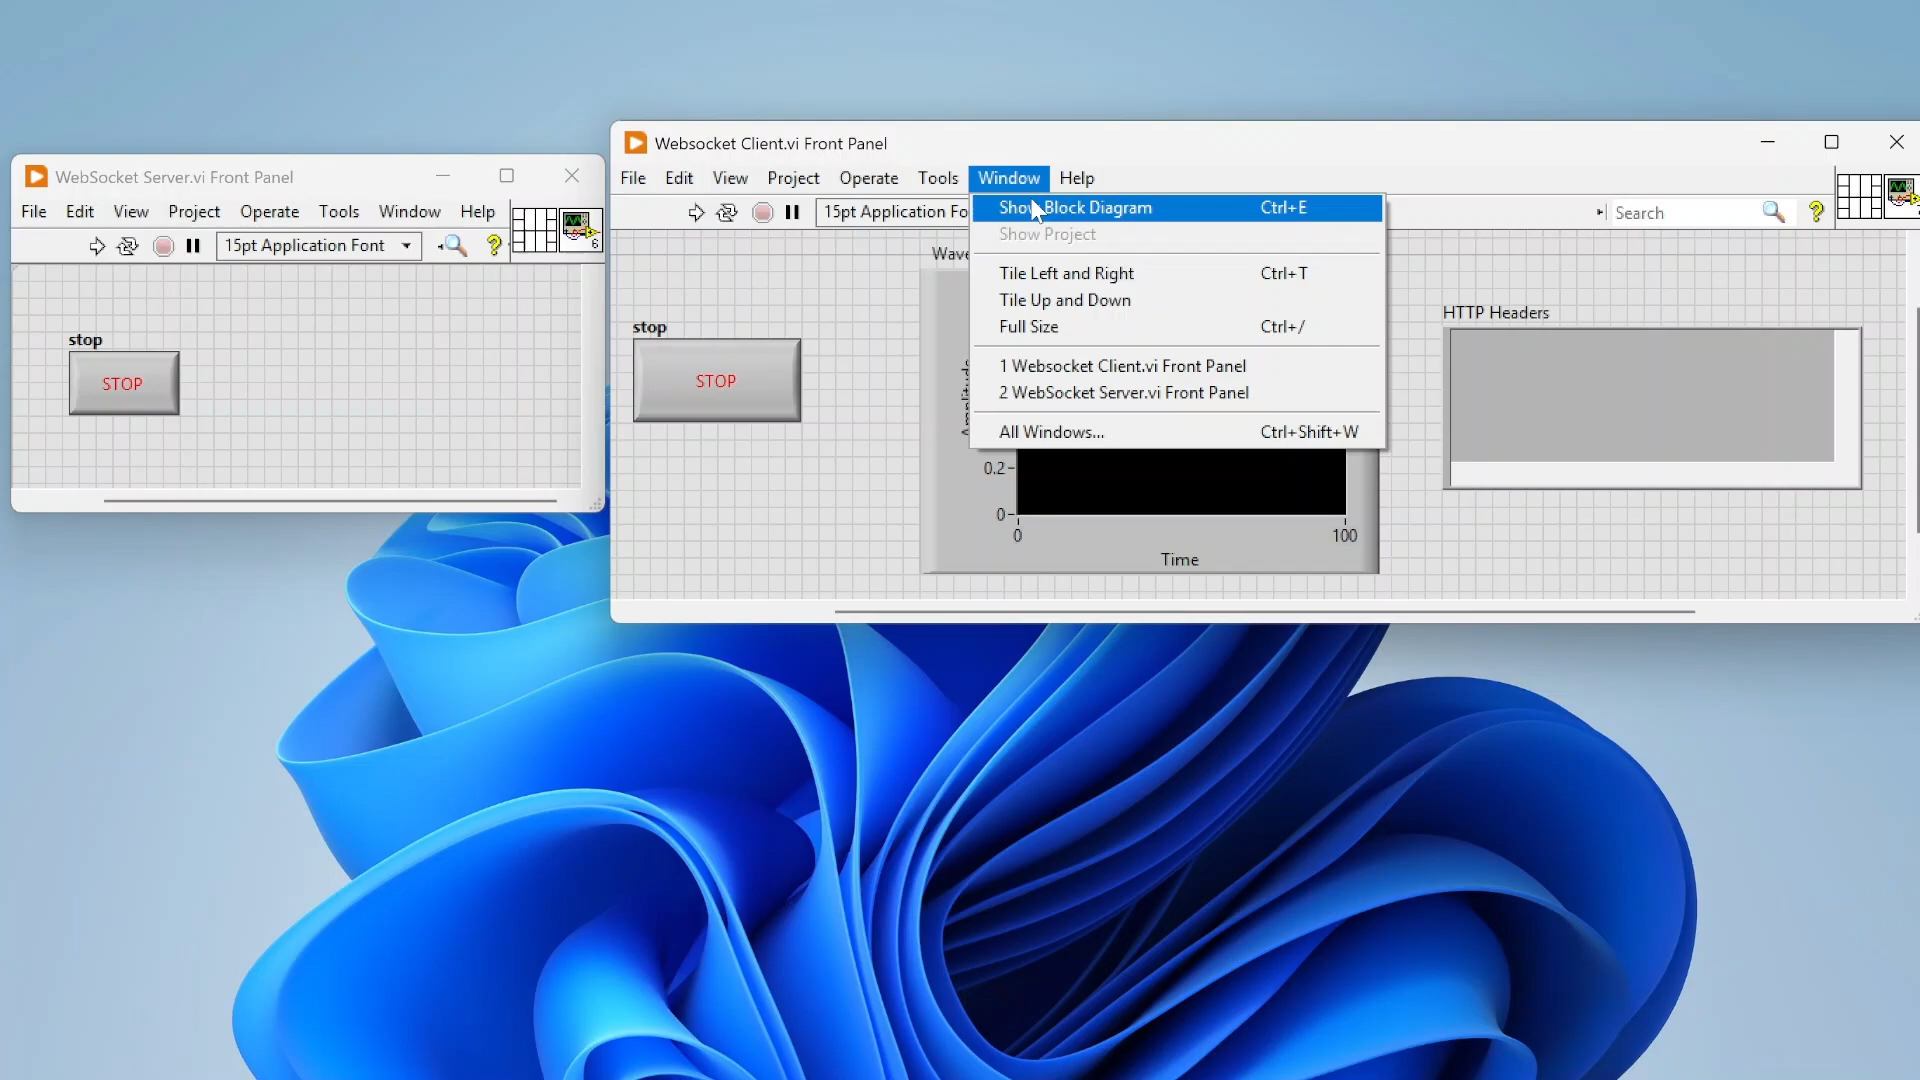 WebSocket Server.vi Front Panel
File Edit View Project Operate Tools Window Help
15pt Application Font
6
stop
STOP
Websocket Client.vi Front Panel
File Edit View Project Operate Tools Window Help
15pt Application Fo
Search
Show Block Diagram Ctrl+E
Show Project
Tile Left and Right Ctrl+T
Tile Up and Down
Full Size Ctrl+/
1 Websocket Client.vi Front Panel
2 WebSocket Server.vi Front Panel
All Windows... Ctrl+Shift+W
stop
STOP
Wave
Amplitude
0.2
0
0 100
Time
HTTP Headers